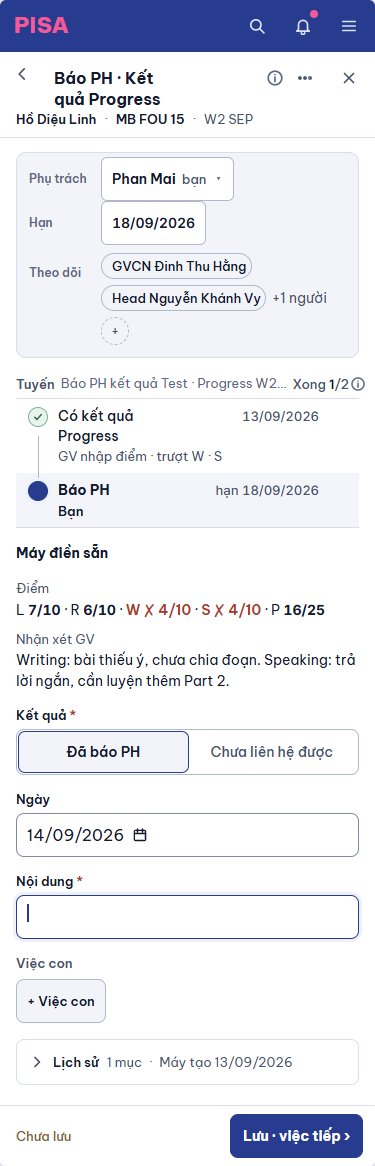 PISA
Báo PH · Kết
quả Progress
Hồ Diệu Linh · MB FOU 15 · W2 SEP
Phụ trách Phan Mai bạn
Hạn 18/09/2026
Theo dõi GVCN Đinh Thu Hằng
Head Nguyễn Khánh Vy +1 người
+
Tuyến Báo PH kết quả Test · Progress W2... Xong 1/2
Có kết quả 13/09/2026
Progress
GV nhập điểm · trượt W · S
Báo PH hạn 18/09/2026
Bạn
Máy điền sẵn
Điểm
L 7/10 · R 6/10 · W ✗ 4/10 · S ✗ 4/10 · P 16/25
Nhận xét GV
Writing: bài thiếu ý, chưa chia đoạn. Speaking: trả
lời ngắn, cần luyện thêm Part 2.
Kết quả *
Đã báo PH Chưa liên hệ được
Ngày
14/09/2026
Nội dung *
Việc con
+ Việc con
Lịch sử 1 mục · Máy tạo 13/09/2026
Chưa lưu Lưu · việc tiếp ›